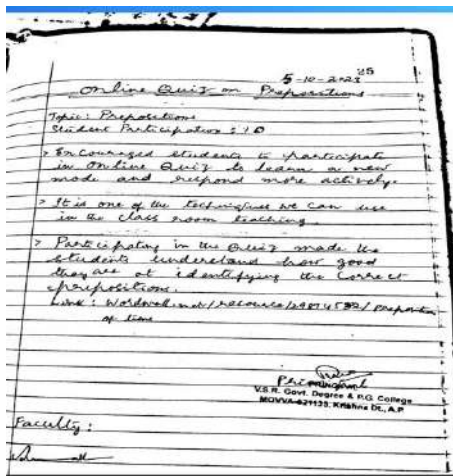 25
5-10-2023
Online Quiz on Prepositions
Topic: Prepositions
Student Participation: 10
> Encouraged students to participate
in Online Quiz to learn a new
mode and respond more actively.
> It is one of the techniques we can use
in the class room teaching.
> Participating in the Quiz made the
students understand how good
they are at identifying the correct
prepositions.
Link: Wordwall.net/resource/29874532/preposition
of time
Principal
V.S.R. Govt. Degree & P.G. College
MOVVA-521135, Krishna Dt., A.P
Faculty: